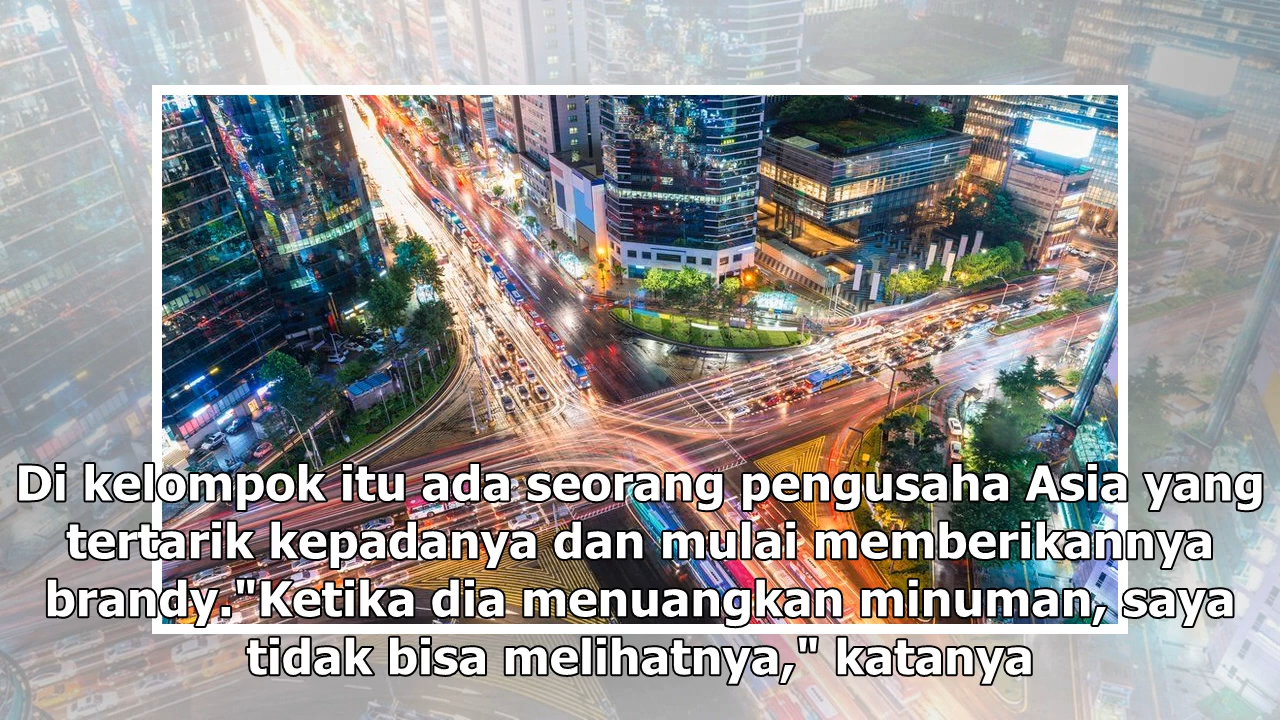 Di kelompok itu ada seorang pengusaha Asia yang
tertarik kepadanya dan mulai memberikannya
brandy."Ketika dia menuangkan minuman, saya
tidak bisa melihatnya," katanya